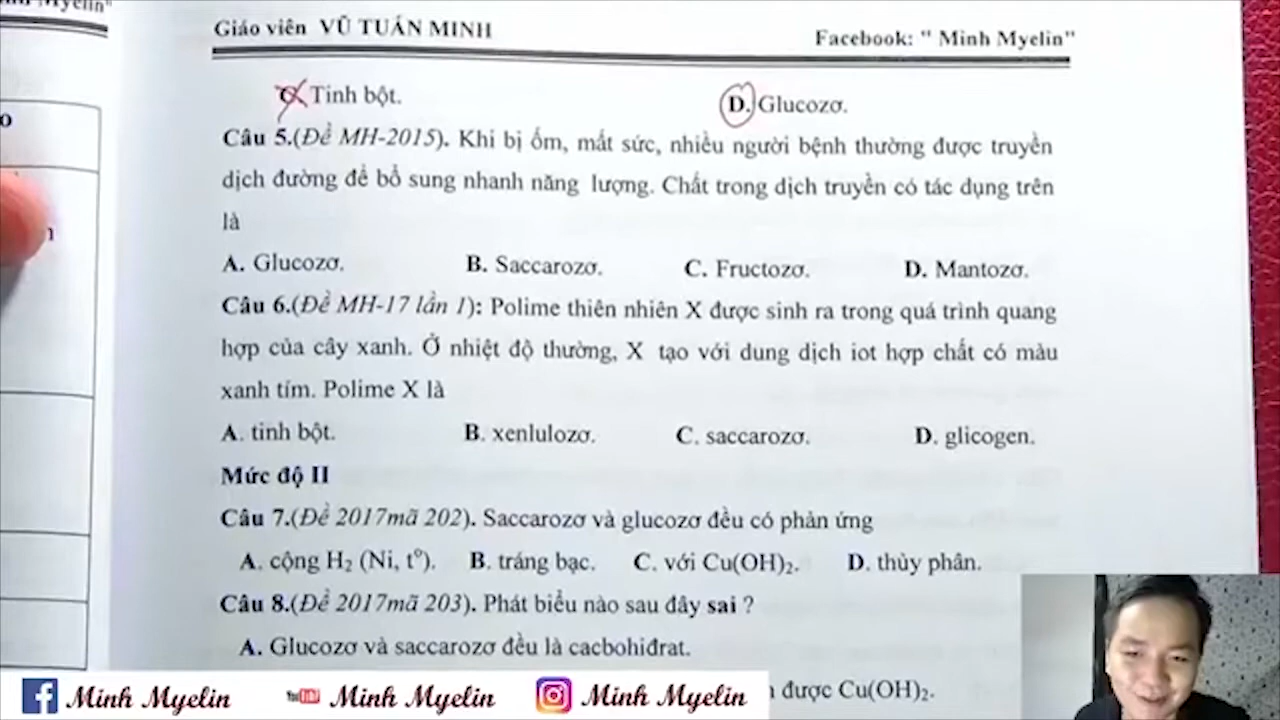 Giáo viên VŨ TUẤN MINH
Facebook: " Minh Myelin"
C. Tinh bột. D. Glucozơ.
Câu 5.(Đề MH-2015). Khi bị ốm, mất sức, nhiều người bệnh thường được truyền
dịch đường để bổ sung nhanh năng lượng. Chất trong dịch truyền có tác dụng trên
là
A. Glucozơ. B. Saccarozơ. C. Fructozơ. D. Mantozơ.
Câu 6.(Đề MH-17 lần 1): Polime thiên nhiên X được sinh ra trong quá trình quang
hợp của cây xanh. Ở nhiệt độ thường, X tạo với dung dịch iot hợp chất có màu
xanh tím. Polime X là
A. tinh bột. B. xenlulozơ. C. saccarozơ. D. glicogen.
Mức độ II
Câu 7.(Đề 2017mã 202). Saccarozơ và glucozơ đều có phản ứng
A. cộng H₂ (Ni, tº). B. tráng bạc. C. với Cu(OH)₂. D. thủy phân.
Câu 8.(Đề 2017mã 203). Phát biểu nào sau đây sai ?
A. Glucozơ và saccarozơ đều là cacbohiđrat.
được Cu(OH)₂.
Minh Myelin Minh Myelin Minh Myelin